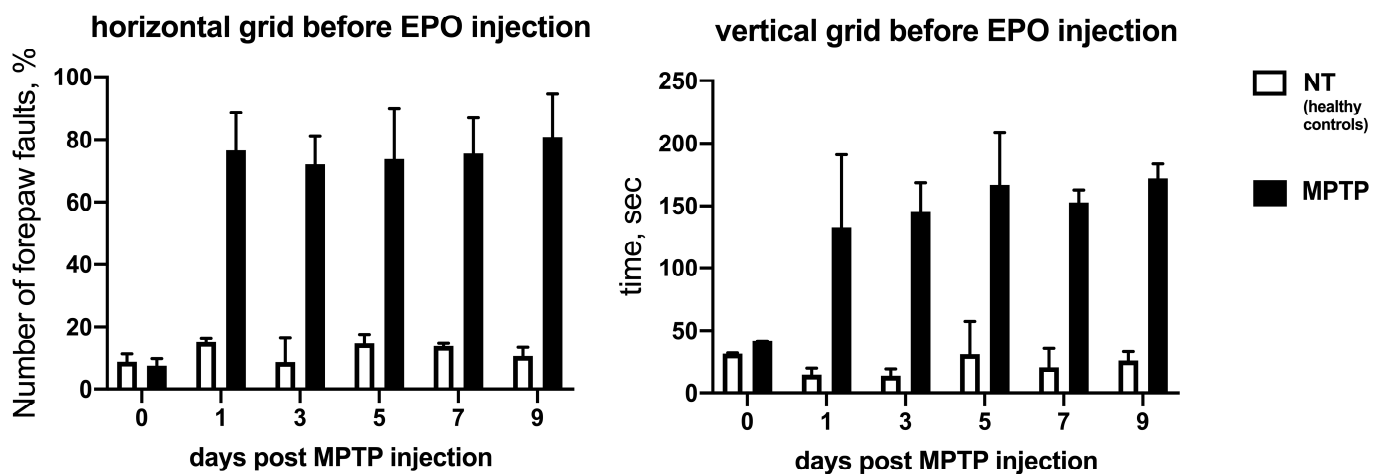 horizontal grid before EPO injection
Number of forepaw faults, %
100
80
60
40
20
0
0 1 3 5 7 9
days post MPTP injection
vertical grid before EPO injection
time, sec
250
200
150
100
50
0
0 1 3 5 7 9
days post MPTP injection
NT
(healthy
controls)
MPTP